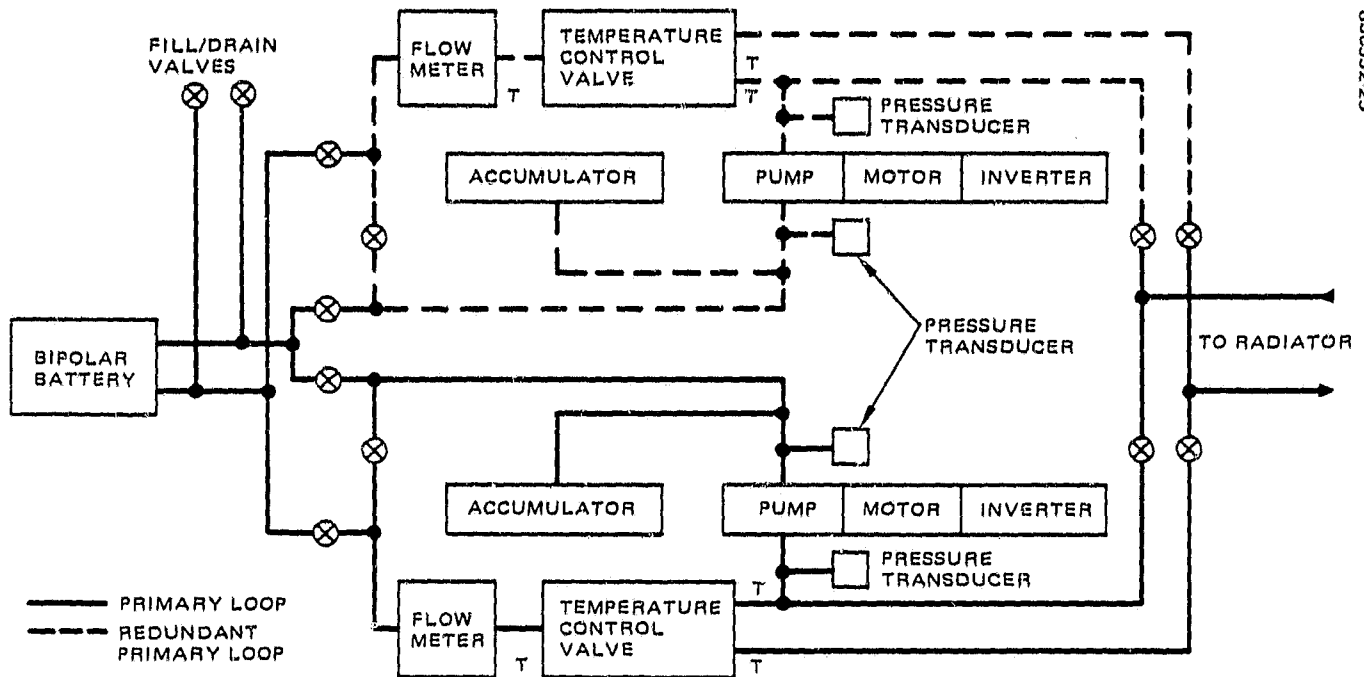 FILL/DRAIN
VALVES
FLOW
METER
T
TEMPERATURE
CONTROL
VALVE
T
T
PRESSURE
TRANSDUCER
ACCUMULATOR
PUMP
MOTOR
INVERTER
BIPOLAR
BATTERY
PRESSURE
TRANSDUCER
TO RADIATOR
ACCUMULATOR
PUMP
MOTOR
INVERTER
PRESSURE
TRANSDUCER
FLOW
METER
T
TEMPERATURE
CONTROL
VALVE
T
T
PRIMARY LOOP
REDUNDANT
PRIMARY LOOP